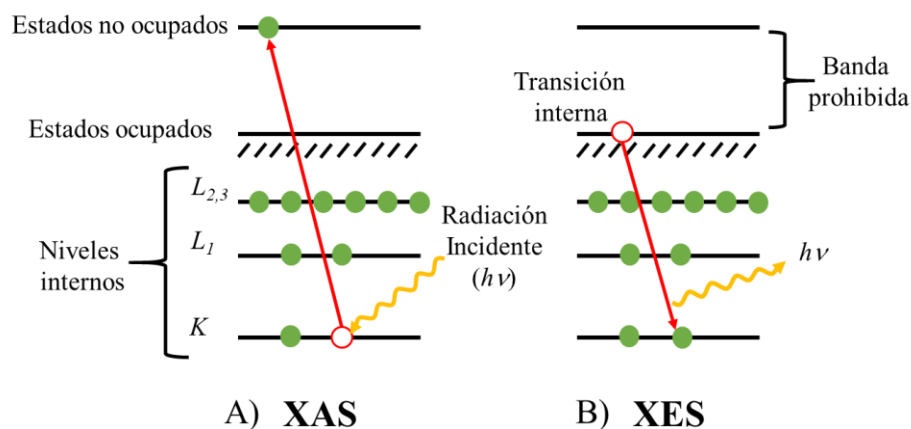 Estados no ocupados
Estados ocupados
Niveles
internos
L2,3
L1
K
Radiación
Incidente
(hν)
A) XAS
Transición
interna
Banda
prohibida
hν
B) XES